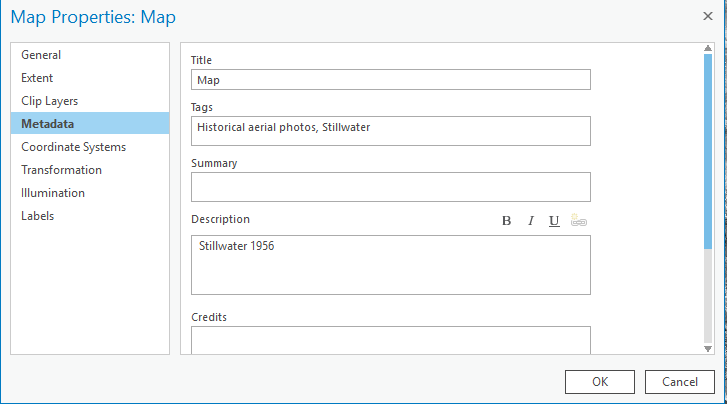 Map Properties: Map
General
Extent
Clip Layers
Metadata
Coordinate Systems
Transformation
Illumination
Labels
Title
Map
Tags
Historical aerial photos, Stillwater
Summary
Description
B I U
Stillwater 1956
Credits
OK Cancel